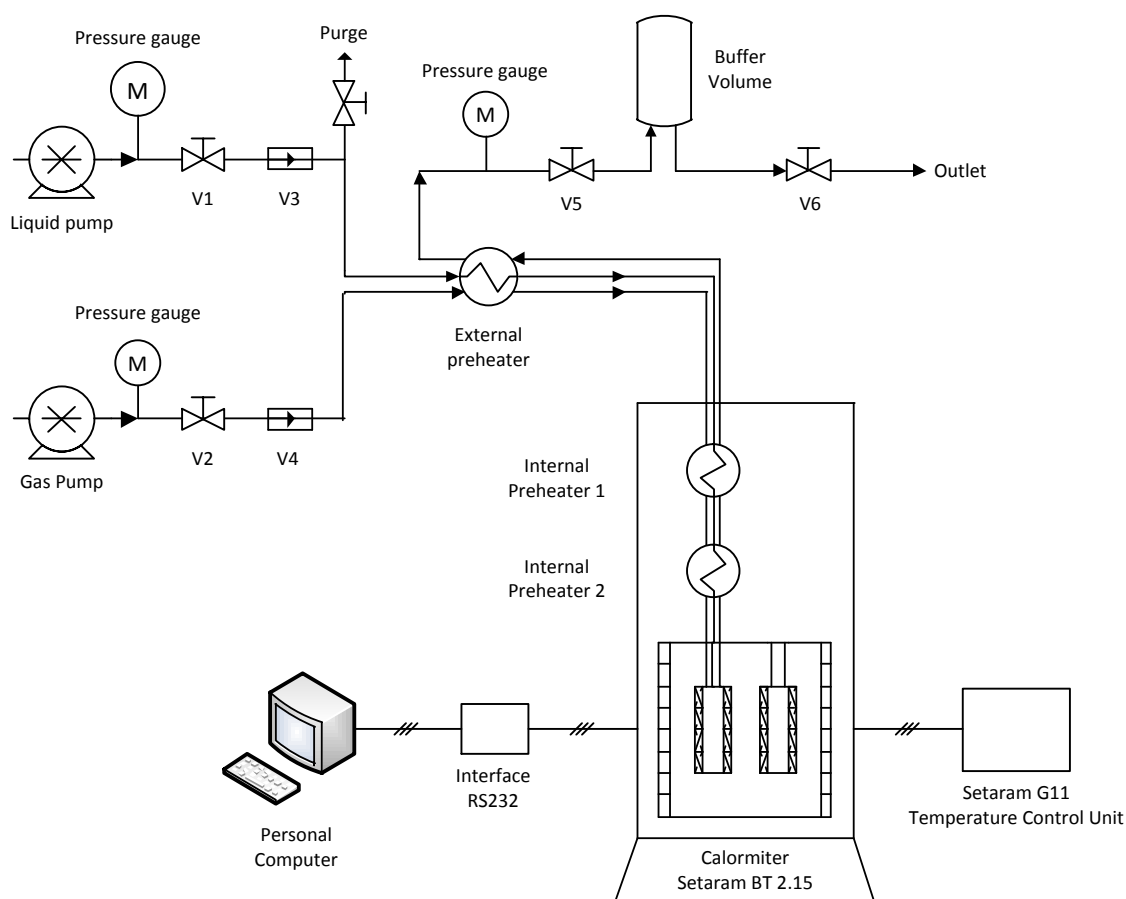 Pressure gauge
Purge
Pressure gauge
Buffer
Volume
M
M
V1
V3
V5
V6
Outlet
Liquid pump
Pressure gauge
External
preheater
M
V2
V4
Gas Pump
Internal
Preheater 1
Internal
Preheater 2
Interface
RS232
Personal
Computer
Setaram G11
Temperature Control Unit
Calormiter
Setaram BT 2.15